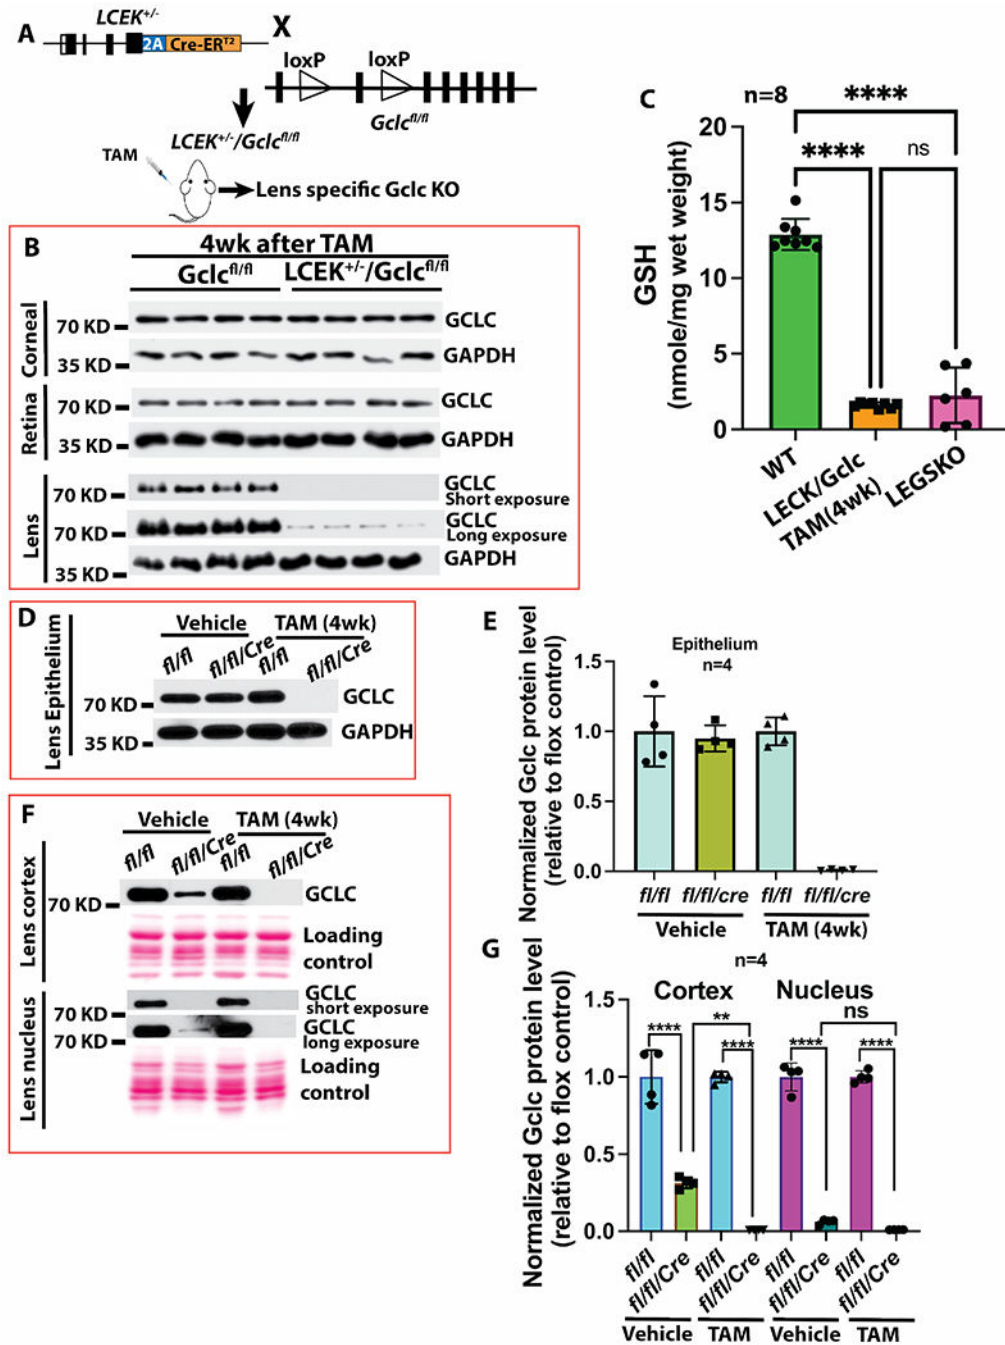 A
LCEK+/-
2A Cre-ERT2
X
loxP loxP
Gclcfl/fl
LCEK+/-/Gclcfl/fl
TAM
Lens specific Gclc KO
B
4wk after TAM
Gclcfl/fl LCEK+/-/Gclcfl/fl
Corneal
70 KD GCLC
35 KD GAPDH
Retina
70 KD GCLC
35 KD GAPDH
Lens
70 KD GCLC
Short exposure
70 KD GCLC
Long exposure
35 KD GAPDH
C
n=8
****
**** ns
GSH
(nmole/mg wet weight)
20
15
10
5
0
WT
LECK/Gclc
TAM(4wk)
LEGSKO
D
Lens Epithelium
Vehicle TAM (4wk)
fl/fl fl/fl/Cre fl/fl fl/fl/Cre
70 KD GCLC
35 KD GAPDH
E
Epithelium
n=4
Normalized Gclc protein level
(relative to flox control)
1.5
1.0
0.5
0.0
fl/fl fl/fl/cre fl/fl fl/fl/cre
Vehicle TAM (4wk)
F
Vehicle TAM (4wk)
fl/fl fl/fl/Cre fl/fl fl/fl/Cre
Lens cortex
70 KD GCLC
Loading
control
Lens nucleus
70 KD GCLC
short exposure
70 KD GCLC
long exposure
Loading
control
G
n=4
Cortex Nucleus
**** ** **** **** ns ****
Normalized Gclc protein level
(relative to flox control)
1.5
1.0
0.5
0.0
fl/fl fl/fl/Cre fl/fl fl/fl/Cre fl/fl fl/fl/Cre fl/fl fl/fl/Cre
Vehicle TAM Vehicle TAM